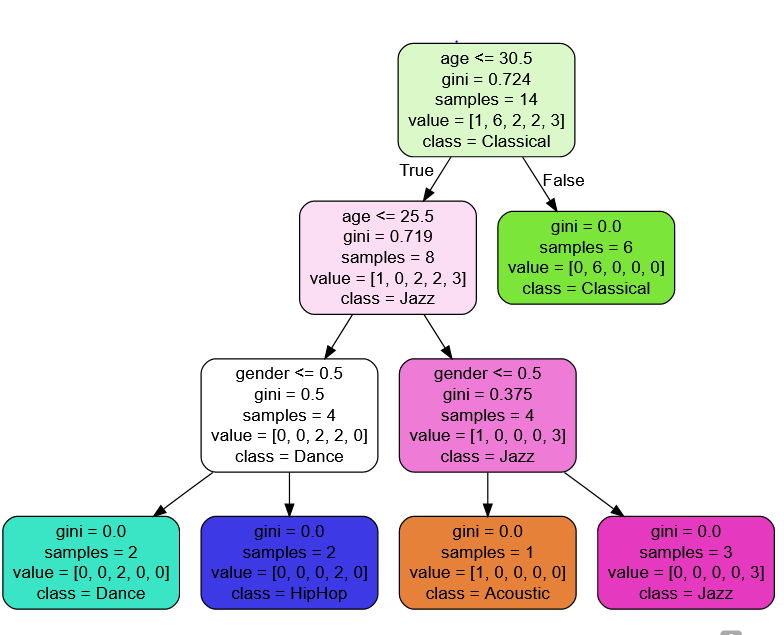 age <= 30.5
gini = 0.724
samples = 14
value = [1, 6, 2, 2, 3]
class = Classical
True
False
age <= 25.5
gini = 0.719
samples = 8
value = [1, 0, 2, 2, 3]
class = Jazz
gini = 0.0
samples = 6
value = [0, 6, 0, 0, 0]
class = Classical
gender <= 0.5
gini = 0.5
samples = 4
value = [0, 0, 2, 2, 0]
class = Dance
gender <= 0.5
gini = 0.375
samples = 4
value = [1, 0, 0, 0, 3]
class = Jazz
gini = 0.0
samples = 2
value = [0, 0, 2, 0, 0]
class = Dance
gini = 0.0
samples = 2
value = [0, 0, 0, 2, 0]
class = HipHop
gini = 0.0
samples = 1
value = [1, 0, 0, 0, 0]
class = Acoustic
gini = 0.0
samples = 3
value = [0, 0, 0, 0, 3]
class = Jazz